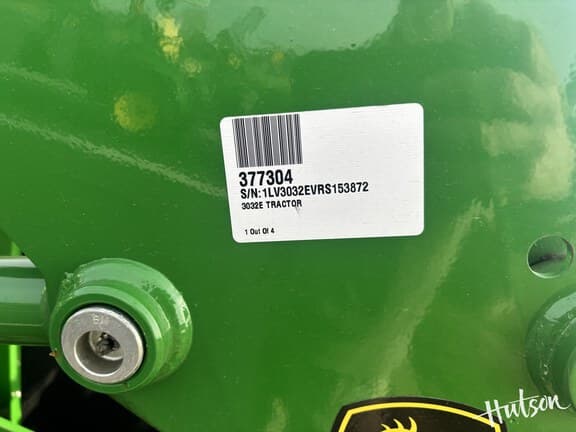 377304
S/N:1LV3032EVRS153872
3032E TRACTOR
1 Out Of 4
Hutson